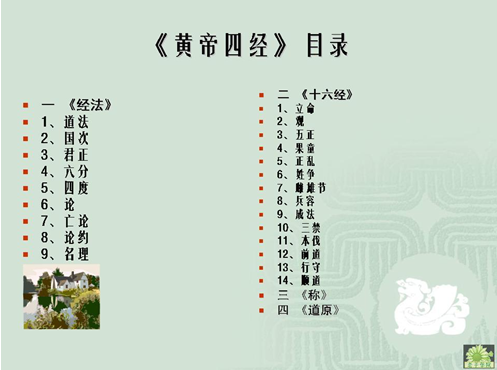 《黄帝四经》目录
一 《经法》
1、道法
2、国次
3、君正
4、六分
5、四度
6、论
7、亡论
8、论约
9、名理
二 《十六经》
1、立命
2、观
3、五正
4、果童
5、正乱
6、姓争
7、雌雄节
8、兵容
9、成法
10、三禁
11、本伐
12、前道
13、行守
14、顺道
三 《称》
四 《道原》